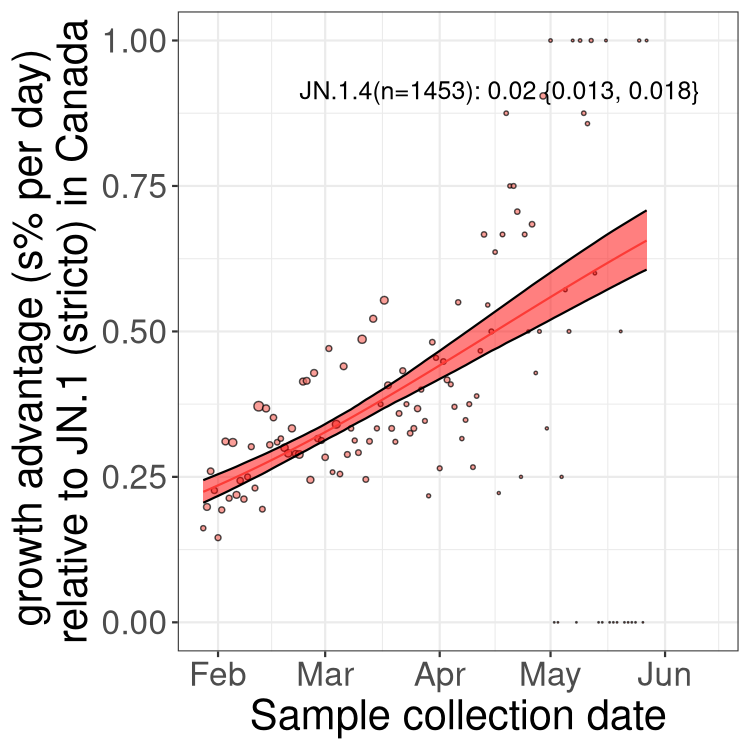 growth advantage (s% per day)
relative to JN.1 (stricto) in Canada
1.00
0.75
0.50
0.25
0.00
JN.1.4(n=1453): 0.02 {0.013, 0.018}
Feb Mar Apr May Jun
Sample collection date